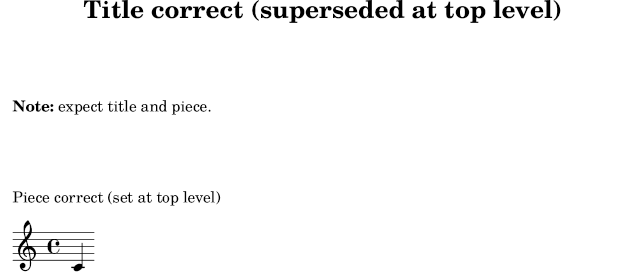 Title correct (superseded at top level)
Note: expect title and piece.
Piece correct (set at top level)